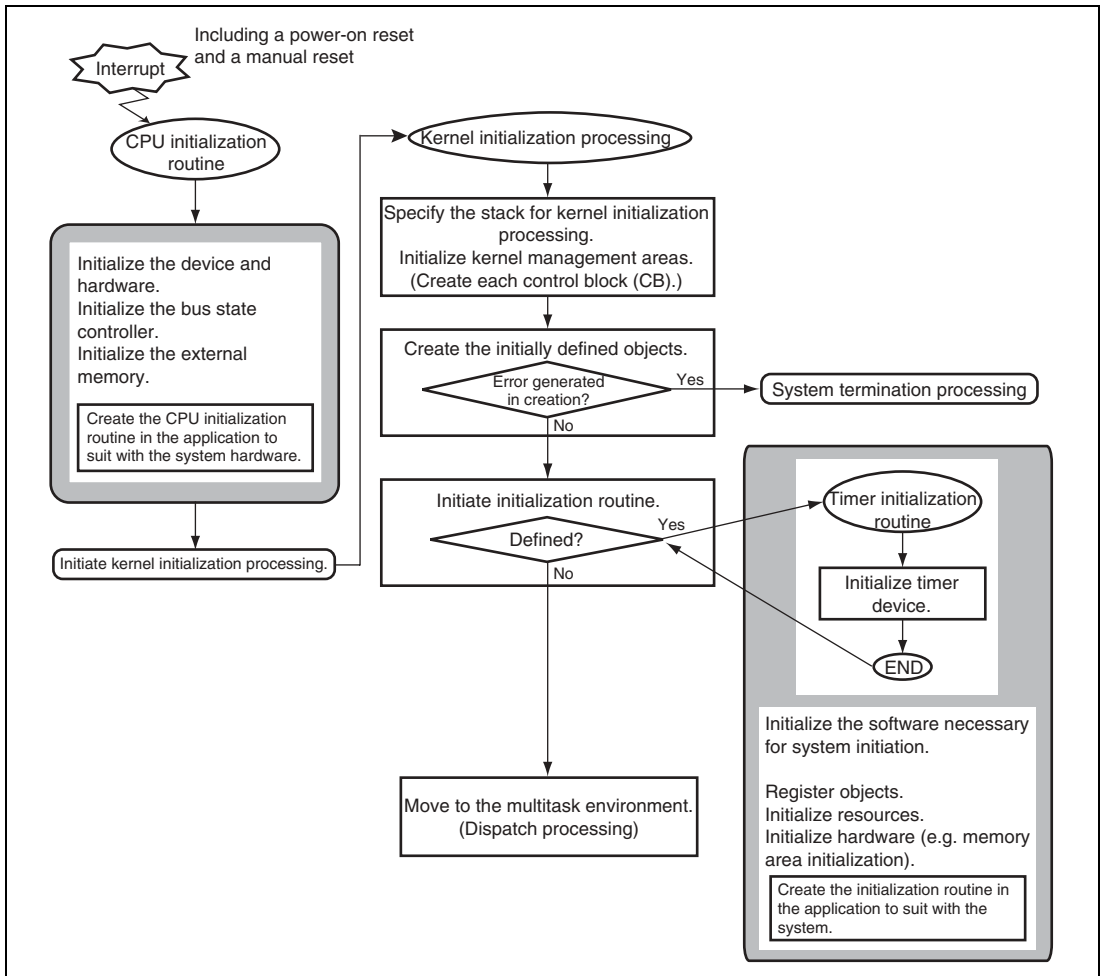 Including a power-on reset
and a manual reset
Interrupt
CPU initialization
routine
Initialize the device and
hardware.
Initialize the bus state
controller.
Initialize the external
memory.
Create the CPU initialization
routine in the application to
suit with the system hardware.
Initiate kernel initialization processing.
Kernel initialization processing
Specify the stack for kernel initialization
processing.
Initialize kernel management areas.
(Create each control block (CB).)
Create the initially defined objects.
Error generated
in creation?
Yes
No
System termination processing
Initiate initialization routine.
Defined?
Yes
No
Move to the multitask environment.
(Dispatch processing)
Timer initialization
routine
Initialize timer
device.
END
Initialize the software necessary
for system initiation.
Register objects.
Initialize resources.
Initialize hardware (e.g. memory
area initialization).
Create the initialization routine in
the application to suit with the
system.